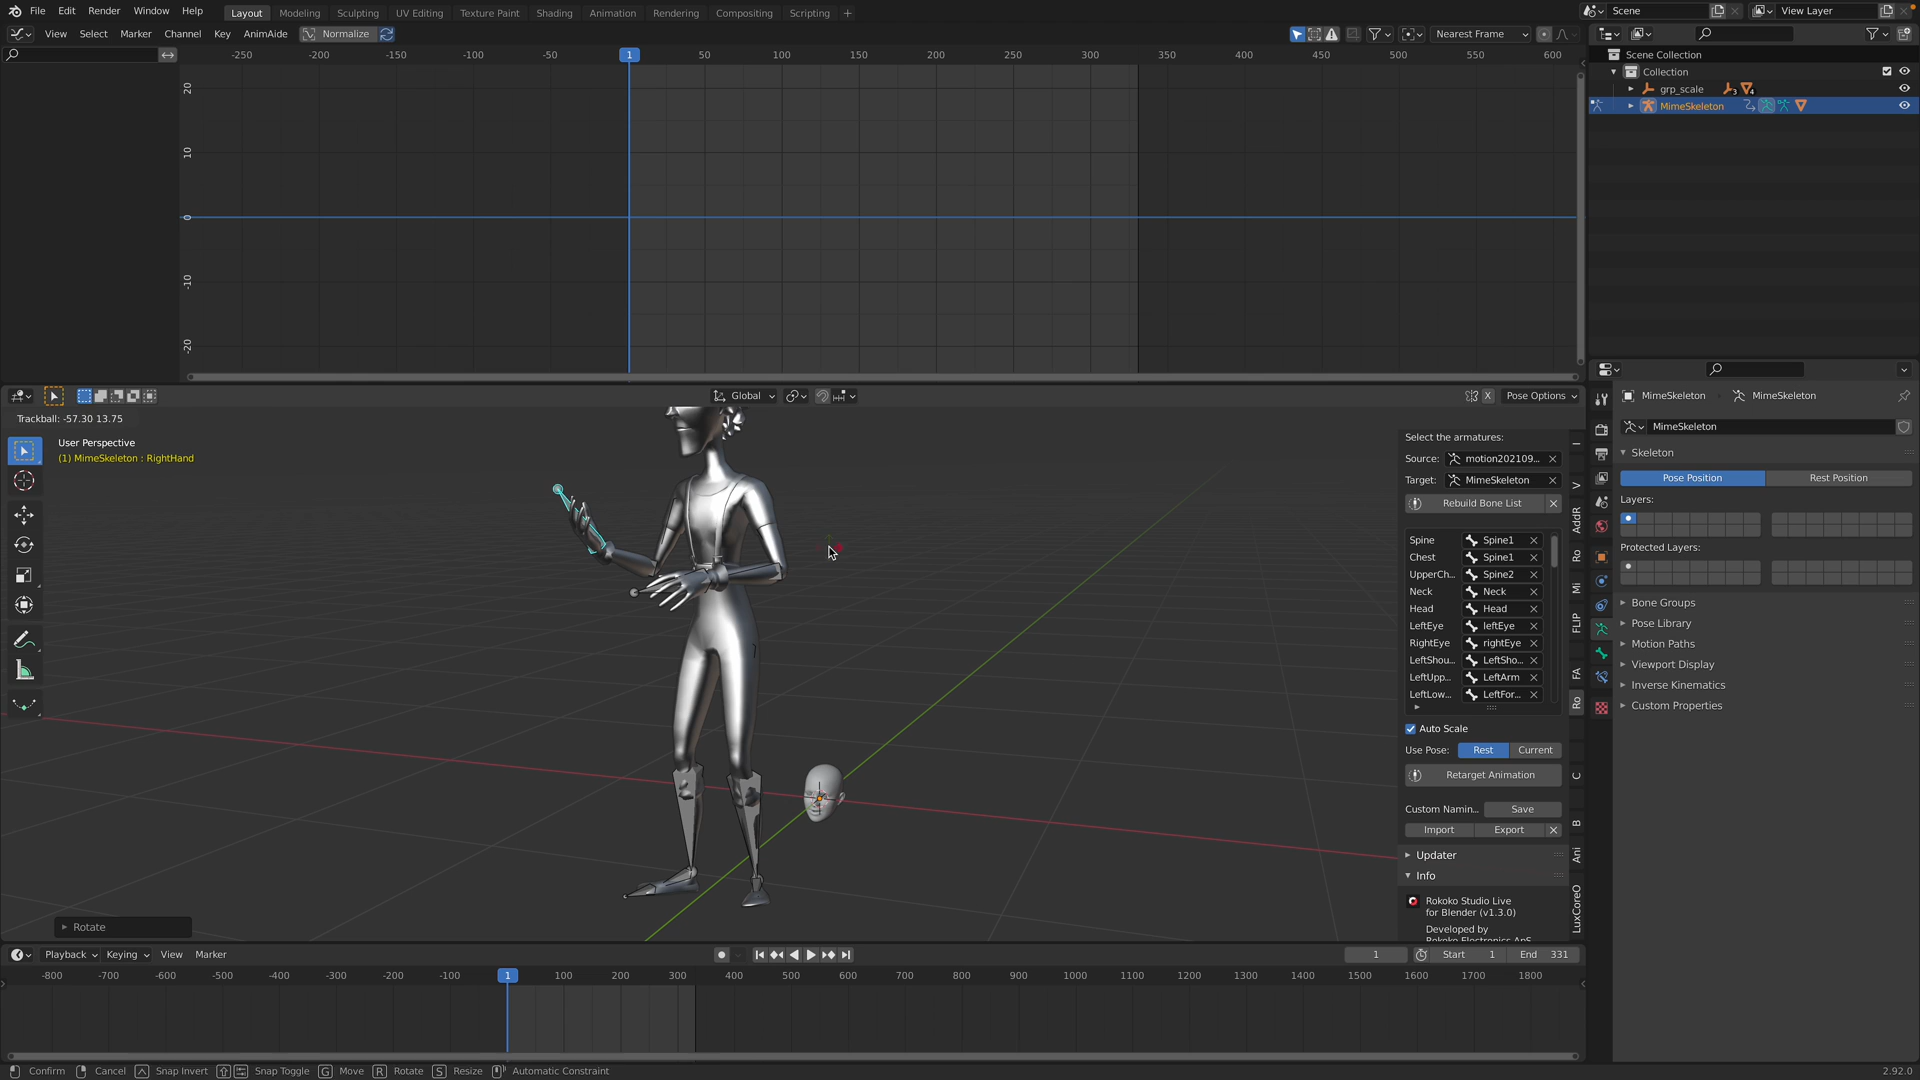 File Edit Render Window Help Layout Modeling Sculpting UV Editing Texture Paint Shading Animation Rendering Compositing Scripting + Scene View Layer
View Select Marker Channel Key AnimAide Normalize Nearest Frame
-250 -200 -150 -100 -50 1 50 100 150 200 250 300 350 400 450 500 550 600
20
10
0
-10
-20
Scene Collection
Collection
grp_scale 3 4
MimeSkeleton
Global X Pose Options
Trackball: -57.30 13.75
User Perspective
(1) MimeSkeleton : RightHand
Select the armatures:
Source: motion202109...
Target: MimeSkeleton
Rebuild Bone List
Spine Spine1
Chest Spine1
UpperCh... Spine2
Neck Neck
Head Head
LeftEye leftEye
RightEye rightEye
LeftShou... LeftSho...
LeftUpp... LeftArm
LeftLow... LeftFor...
Auto Scale
Use Pose: Rest Current
Retarget Animation
Custom Namin... Save
Import Export
Updater
Info
Rokoko Studio Live
for Blender (v1.3.0)
Developed by
Rokoko Electronics ApS
I
V
AddR
Ro
Mi
FLIP
FA
Ro
C
B
Ani
LuxCoreO
MimeSkeleton MimeSkeleton
MimeSkeleton
Skeleton
Pose Position Rest Position
Layers:
Protected Layers:
Bone Groups
Pose Library
Motion Paths
Viewport Display
Inverse Kinematics
Custom Properties
Rotate
Playback Keying View Marker 1 Start 1 End 331
-800 -700 -600 -500 -400 -300 -200 -100 1 100 200 300 400 500 600 700 800 900 1000 1100 1200 1300 1400 1500 1600 1700 1800
Confirm Cancel Snap Invert Snap Toggle G Move R Rotate S Resize Automatic Constraint 2.92.0